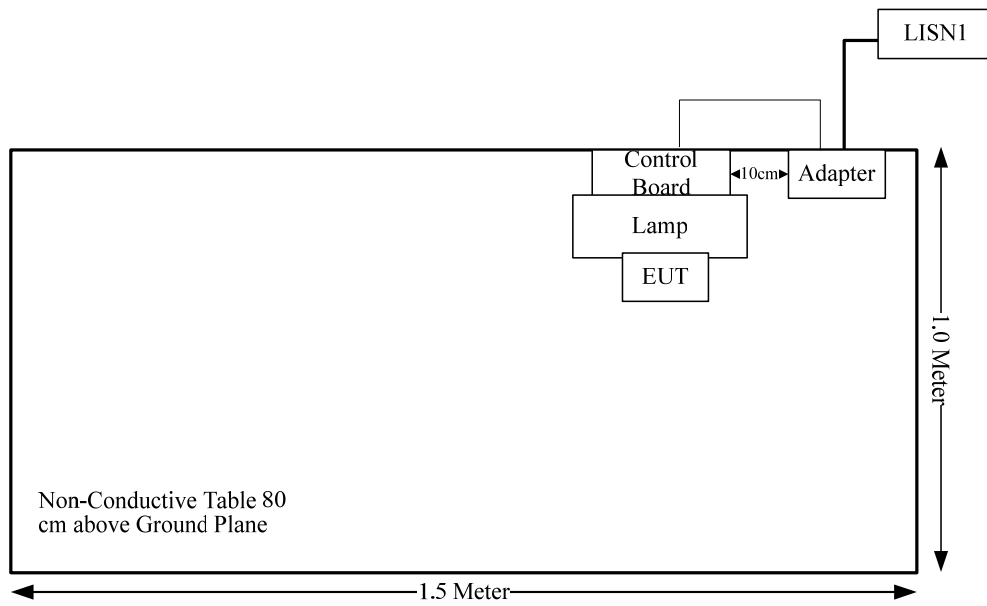 LISN1
Control
Board
10cm
Adapter
Lamp
EUT
1.0 Meter
Non-Conductive Table 80
cm above Ground Plane
1.5 Meter